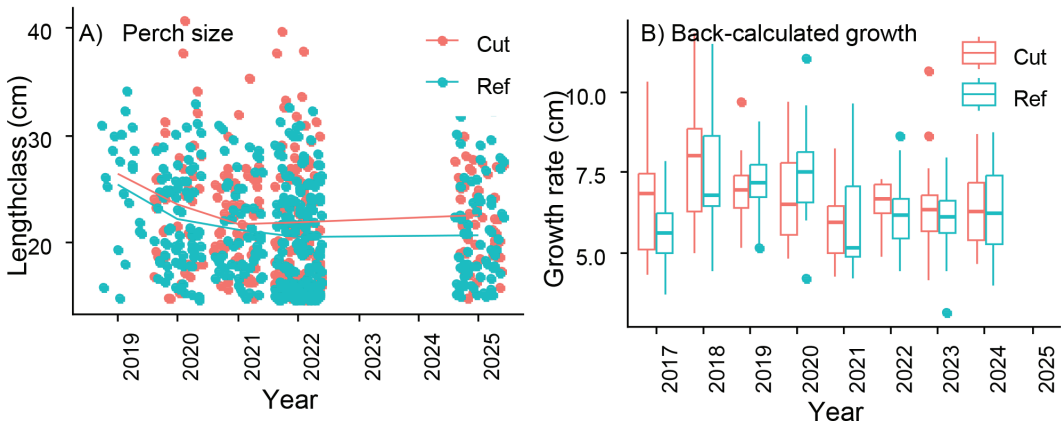 A) Perch size
Cut
Ref
Lengthclass (cm)
40
30
20
2019
2020
2021
2022
2023
2024
2025
Year
B) Back-calculated growth
Cut
Ref
Growth rate (cm)
10.0
7.5
5.0
2017
2018
2019
2020
2021
2022
2023
2024
2025
Year